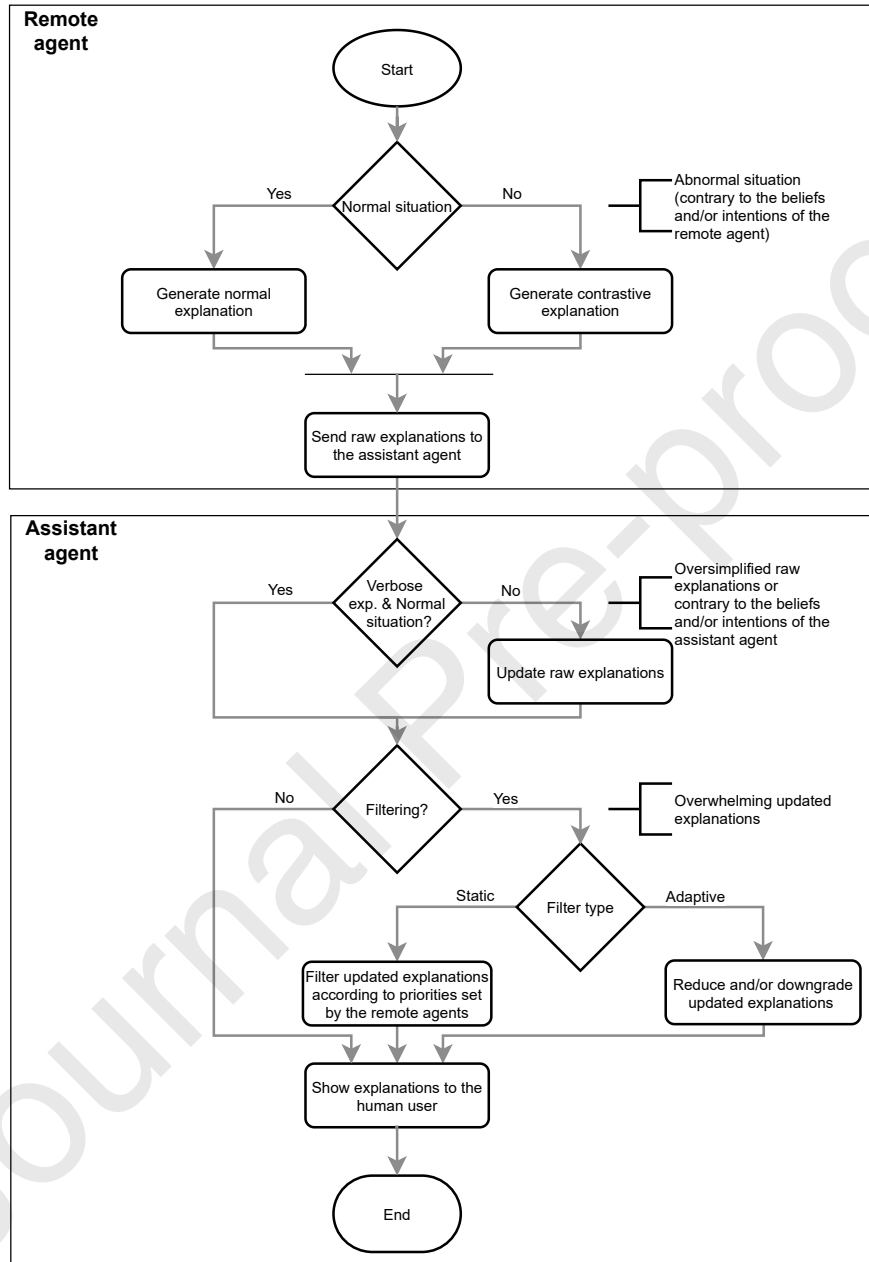 Remote
agent
Start
Yes
Normal situation
No
Abnormal situation
(contrary to the beliefs
and/or intentions of the
remote agent)
Generate normal
explanation
Generate contrastive
explanation
Send raw explanations to
the assistant agent
Assistant
agent
Yes
Verbose
exp. & Normal
situation?
No
Oversimplified raw
explanations or
contrary to the beliefs
and/or intentions of the
assistant agent
Update raw explanations
No
Filtering?
Yes
Overwhelming updated
explanations
Static
Filter type
Adaptive
Filter updated explanations
according to priorities set
by the remote agents
Reduce and/or downgrade
updated explanations
Show explanations to the
human user
End
Journal Pre-proo